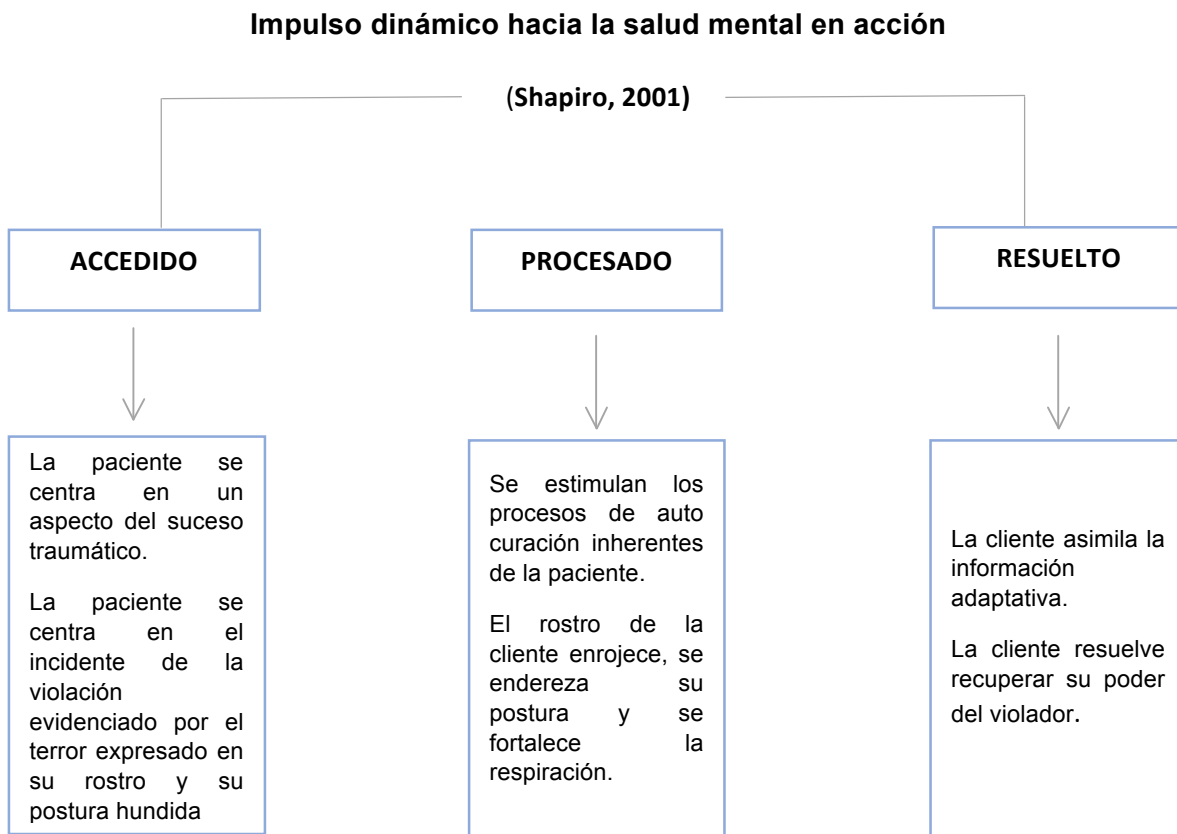 Impulso dinámico hacia la salud mental en acción
(Shapiro, 2001)
ACCEDIDO
PROCESADO
RESUELTO
La paciente se
centra en un
aspecto del suceso
traumático.
La paciente se
centra en el
incidente de la
violación
evidenciado por el
terror expresado en
su rostro y su
postura hundida
Se estimulan los
procesos de auto
curación inherentes
de la paciente.
El rostro de la
cliente enrojece, se
endereza su
postura y se
fortalece la
respiración.
La cliente asimila la
información
adaptativa.
La cliente resuelve
recuperar su poder
del violador.